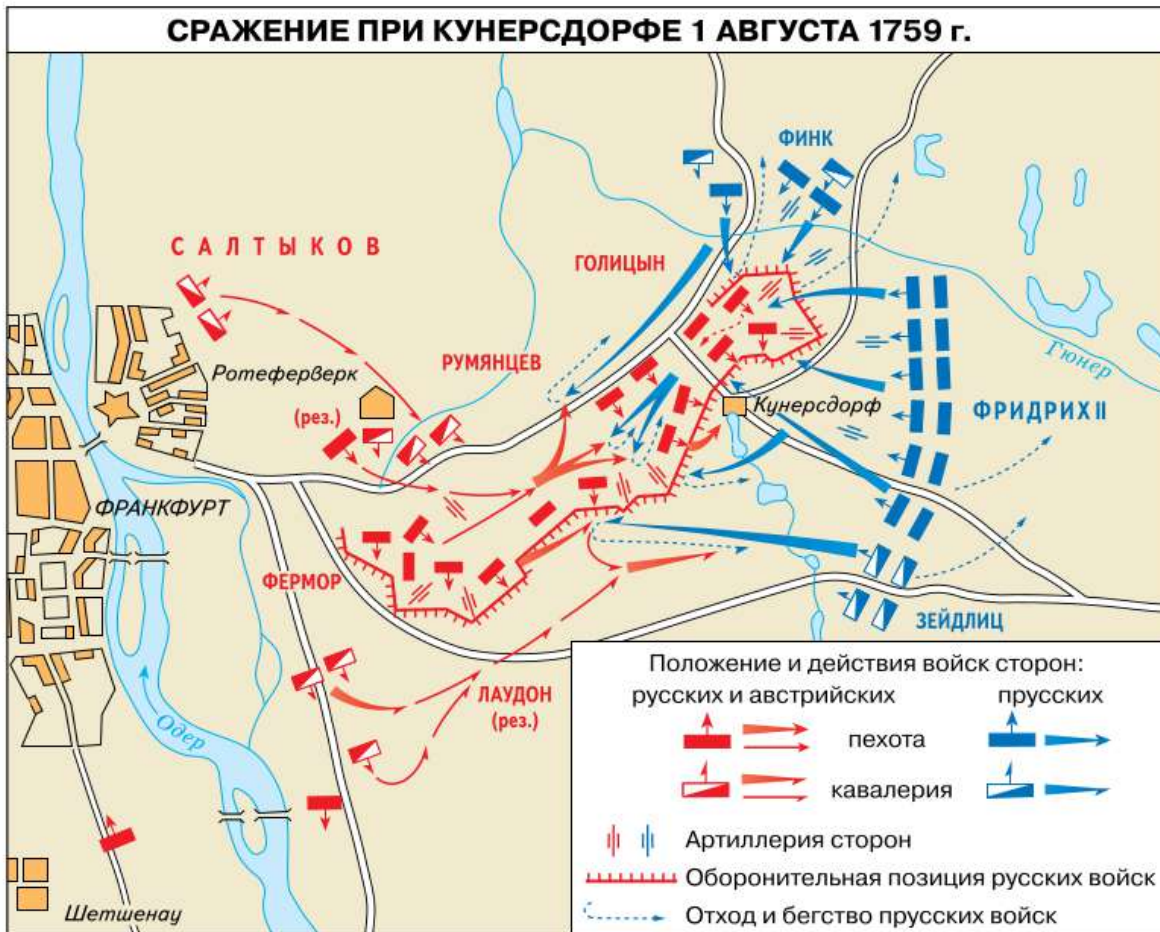 СРАЖЕНИЕ ПРИ КУНЕРСДОРФЕ 1 АВГУСТА 1759 г.
ФИНК
САЛТЫКОВ
ГОЛИЦЫН
РУМЯНЦЕВ
Гюнер
Ротеферверк
(рез.)
Кунерсдорф
ФРИДРИХ II
ФРАНКФУРТ
ФЕРМОР
ЗЕЙДЛИЦ
ЛАУДОН
(рез.)
Одер
Шетшенау
Положение и действия войск сторон:
русских и австрийских прусских
пехота
кавалерия
Артиллерия сторон
Оборонительная позиция русских войск
Отход и бегство прусских войск